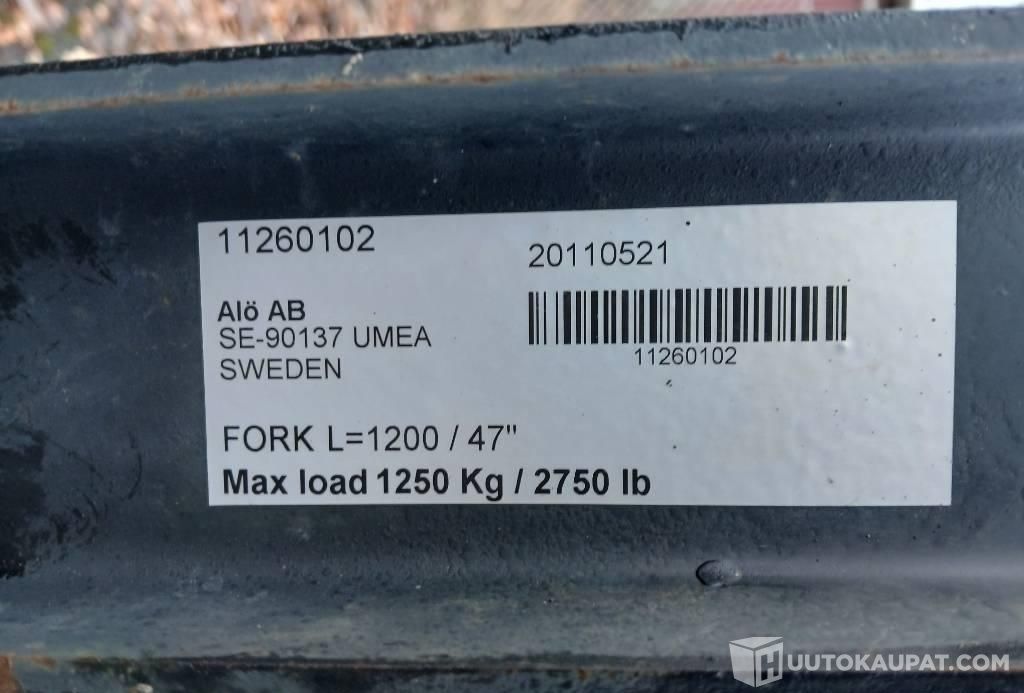 11260102
20110521
Alö AB
SE-90137 UMEA
SWEDEN
11260102
FORK L=1200 / 47"
Max load 1250 Kg / 2750 lb
HUUTOKAUPAT.COM